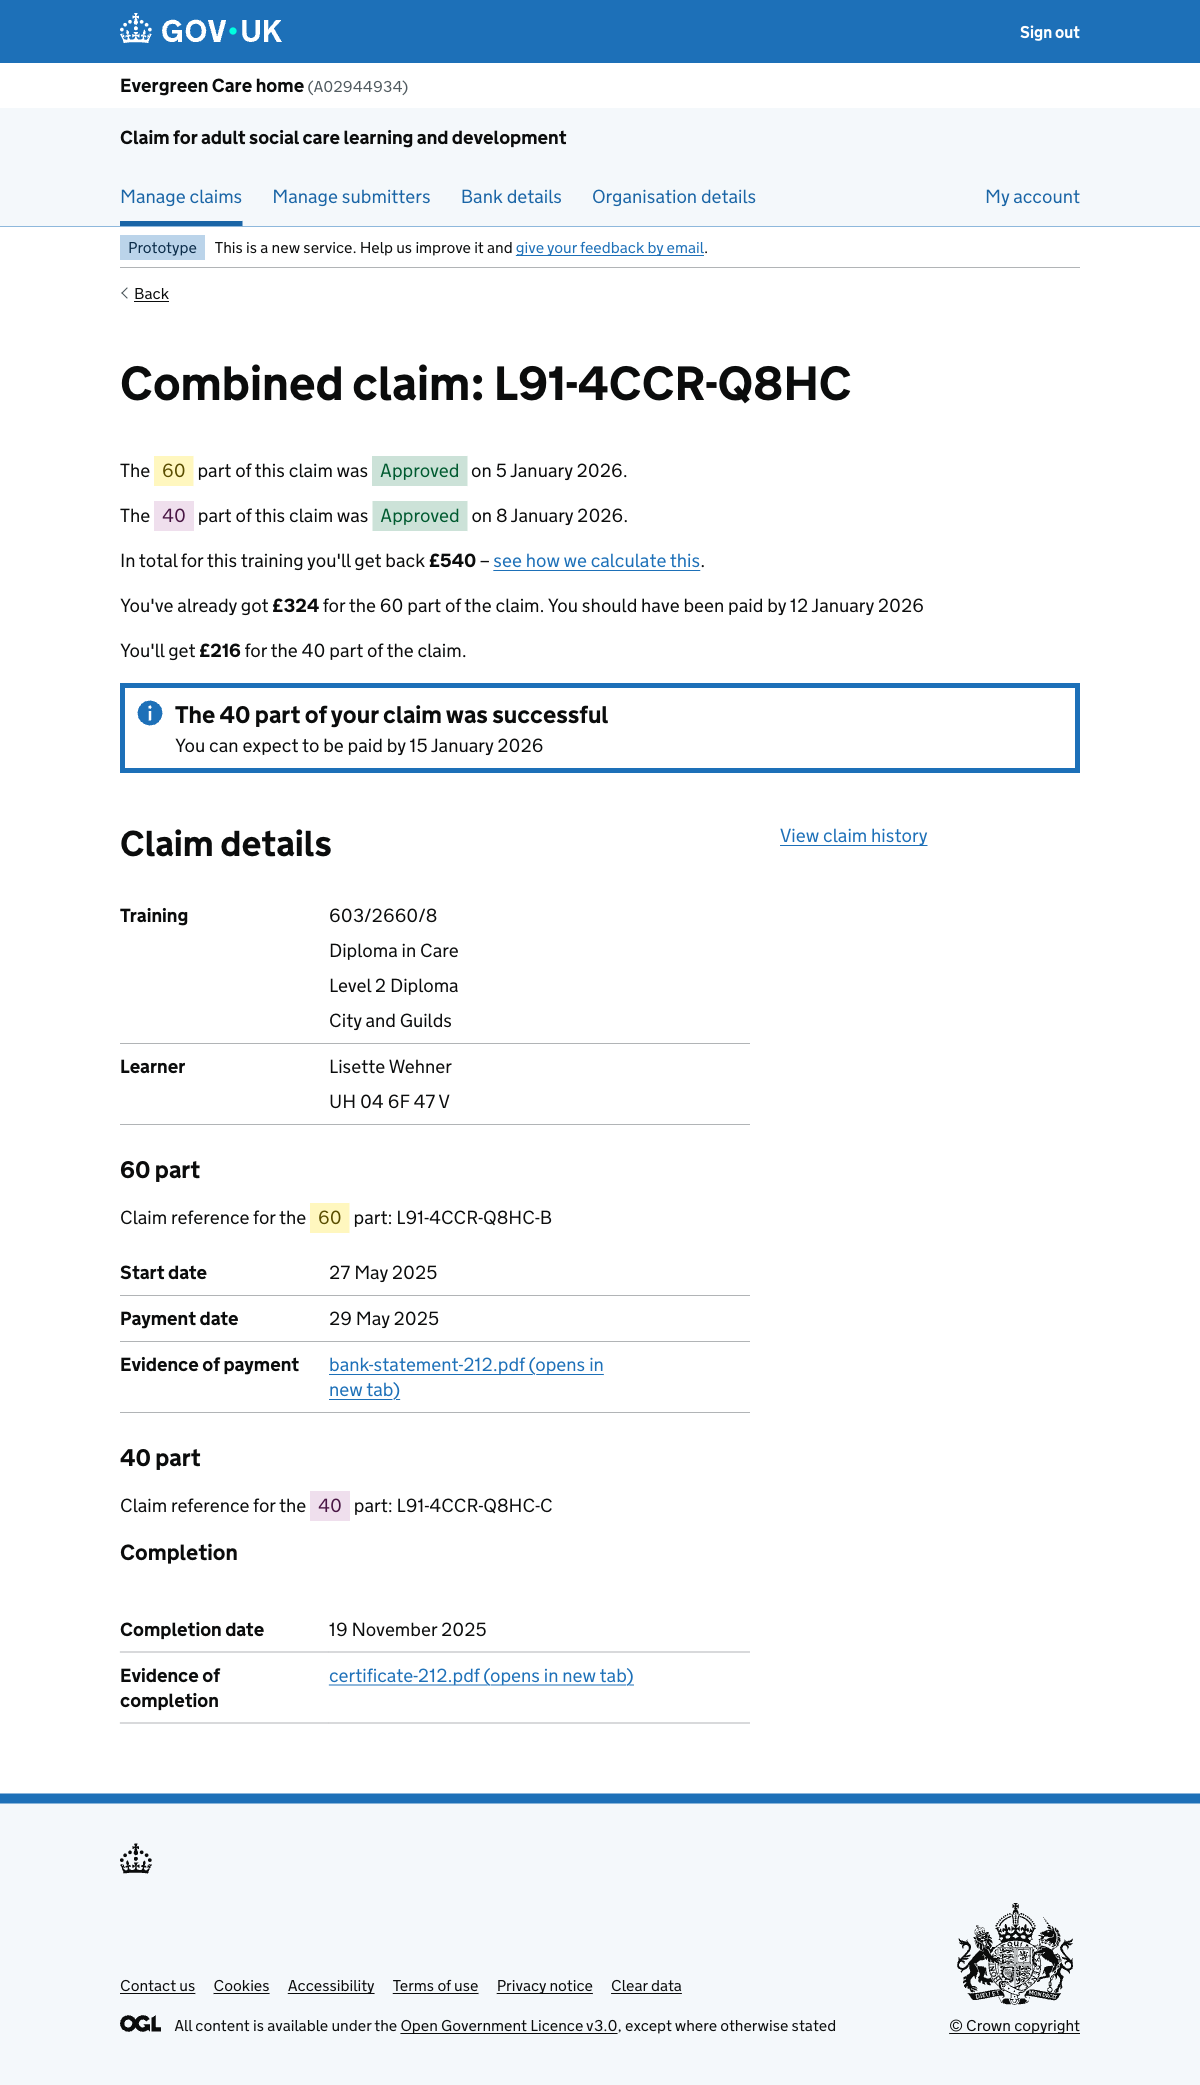 GOV·UK
Sign out
Evergreen Care home (A02944934)
Claim for adult social care learning and development
Manage claims Manage submitters Bank details Organisation details My account
Prototype This is a new service. Help us improve it and give your feedback by email.
Back
Combined claim: L91-4CCR-Q8HC
The 60 part of this claim was Approved on 5 January 2026.
The 40 part of this claim was Approved on 8 January 2026.
In total for this training you'll get back £540 – see how we calculate this.
You've already got £324 for the 60 part of the claim. You should have been paid by 12 January 2026
You'll get £216 for the 40 part of the claim.
The 40 part of your claim was successful
You can expect to be paid by 15 January 2026
Claim details
View claim history
Training 603/2660/8
Diploma in Care
Level 2 Diploma
City and Guilds
Learner Lisette Wehner
UH 04 6F 47 V
60 part
Claim reference for the 60 part: L91-4CCR-Q8HC-B
Start date 27 May 2025
Payment date 29 May 2025
Evidence of payment bank-statement-212.pdf (opens in
new tab)
40 part
Claim reference for the 40 part: L91-4CCR-Q8HC-C
Completion
Completion date 19 November 2025
Evidence of certificate-212.pdf (opens in new tab)
completion
Contact us Cookies Accessibility Terms of use Privacy notice Clear data
OGL All content is available under the Open Government Licence v3.0, except where otherwise stated
© Crown copyright